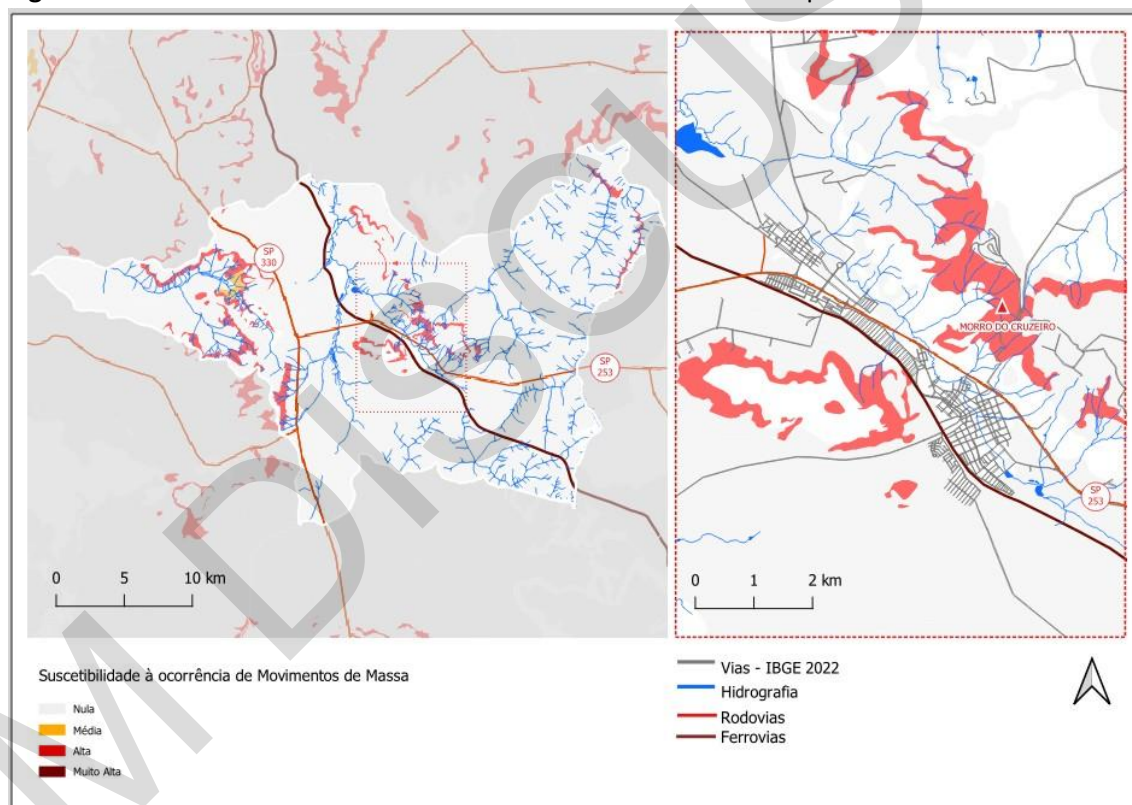 SP
330
SP
253
0 5 10 km
MORRO DO CRUZEIRO
SP
253
0 1 2 km
Suscetibilidade à ocorrência de Movimentos de Massa
Nula
Média
Alta
Muito Alta
Vias - IBGE 2022
Hidrografia
Rodovias
Ferrovias